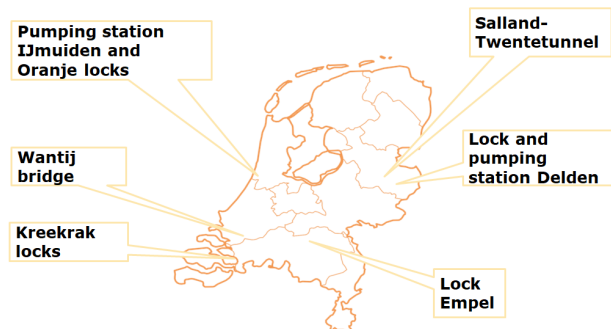 Pumping station
IJmuiden and
Oranje locks
Salland-
Twentetunnel
Wantij
bridge
Lock and
pumping
station Delden
Kreekrak
locks
Lock
Empel